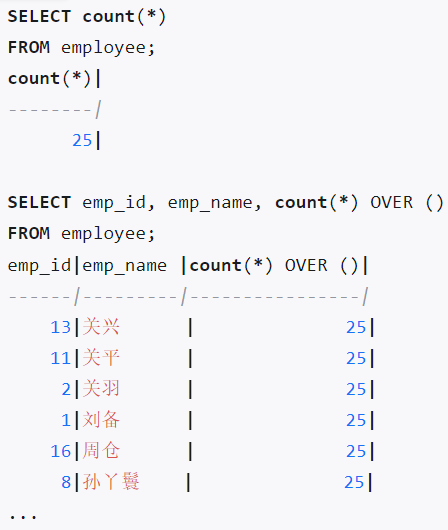 SELECT count(*)
FROM employee;
count(*)|
--------/
25|
SELECT emp_id, emp_name, count(*) OVER ()
FROM employee;
emp_id|emp_name |count(*) OVER ()|
------/---------/----------------/
13|关兴 | 25|
11|关平 | 25|
2|关羽 | 25|
1|刘备 | 25|
16|周仓 | 25|
8|孙丫鬟 | 25|
...